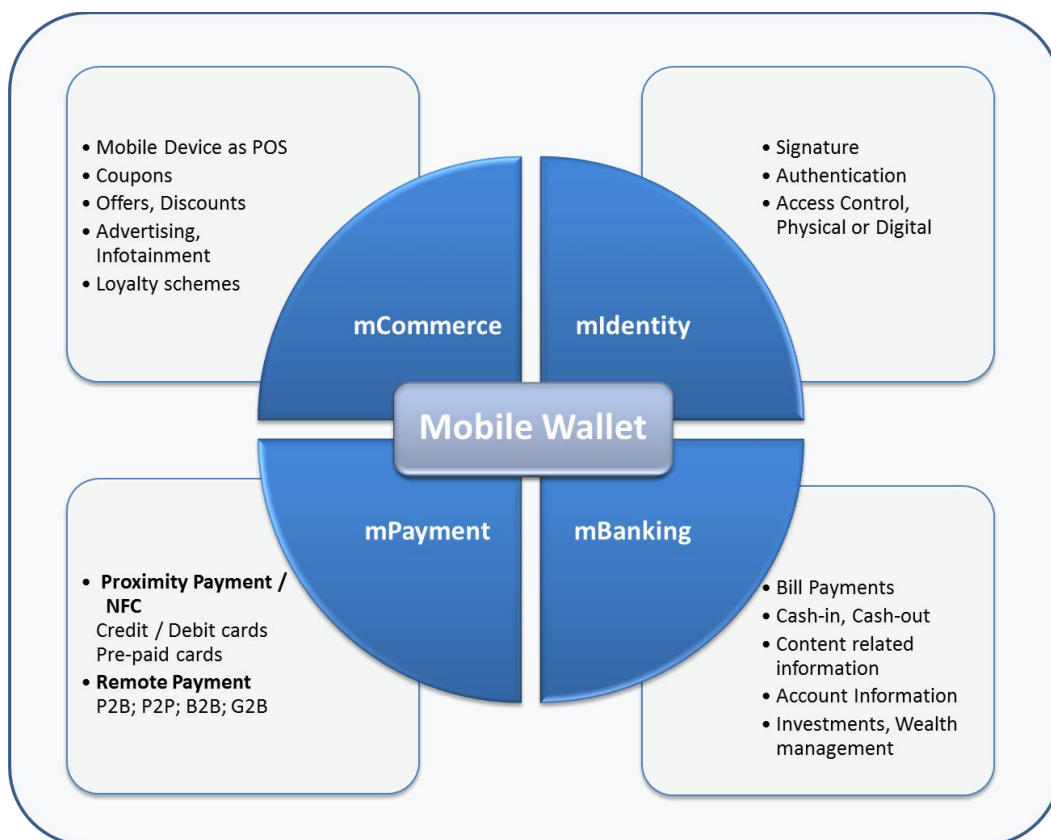 • Mobile Device as POS
• Coupons
• Offers, Discounts
• Advertising,
Infotainment
• Loyalty schemes
• Signature
• Authentication
• Access Control,
Physical or Digital
mCommerce
mIdentity
Mobile Wallet
mPayment
mBanking
• Proximity Payment /
NFC
Credit / Debit cards
Pre-paid cards
• Remote Payment
P2B; P2P; B2B; G2B
• Bill Payments
• Cash-in, Cash-out
• Content related
information
• Account Information
• Investments, Wealth
management